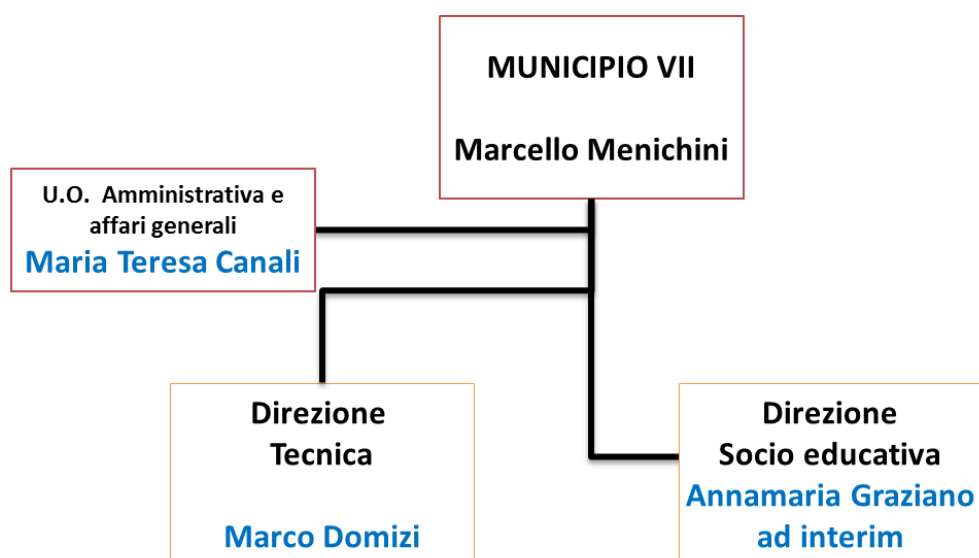 MUNICIPIO VII
Marcello Menichini
U.O. Amministrativa e
affari generali
Maria Teresa Canali
Direzione
Tecnica
Marco Domizi
Direzione
Socio educativa
Annamaria Graziano
ad interim